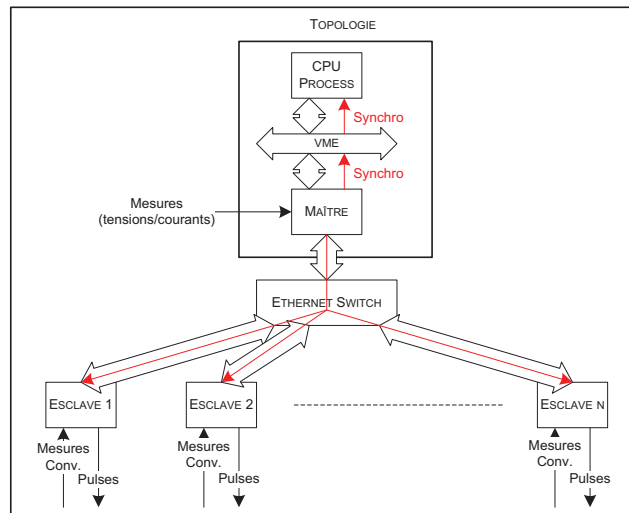 TOPOLOGIE
CPU
PROCESS
Synchro
VME
Synchro
Mesures
(tensions/courants)
MAÎTRE
ETHERNET SWITCH
ESCLAVE 1
ESCLAVE 2
ESCLAVE N
Mesures
Conv.
Pulses
Mesures
Conv.
Pulses
Mesures
Conv.
Pulses